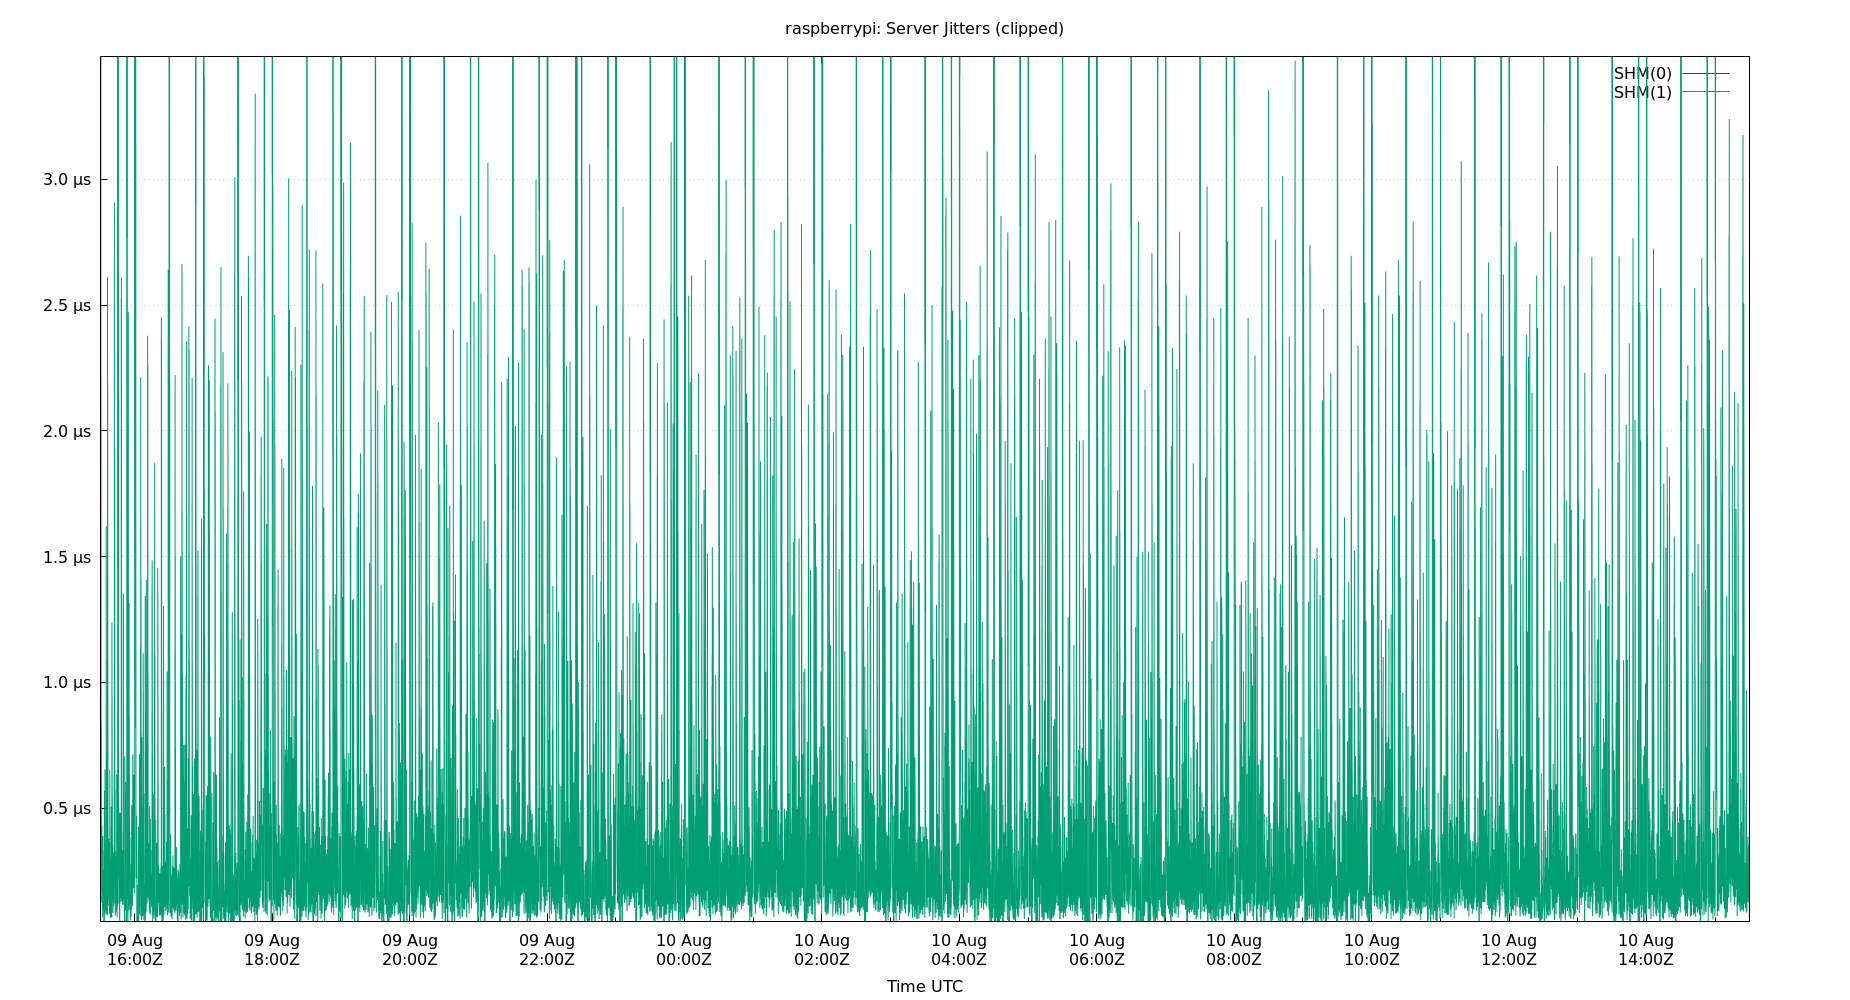 raspberrypi: Server Jitters (clipped)
SHM(0)
SHM(1)
3.0 µs
2.5 µs
2.0 µs
1.5 µs
1.0 µs
0.5 µs
09 Aug 09 Aug 09 Aug 09 Aug 10 Aug 10 Aug 10 Aug 10 Aug 10 Aug 10 Aug 10 Aug 10 Aug
16:00Z 18:00Z 20:00Z 22:00Z 00:00Z 02:00Z 04:00Z 06:00Z 08:00Z 10:00Z 12:00Z 14:00Z
Time UTC